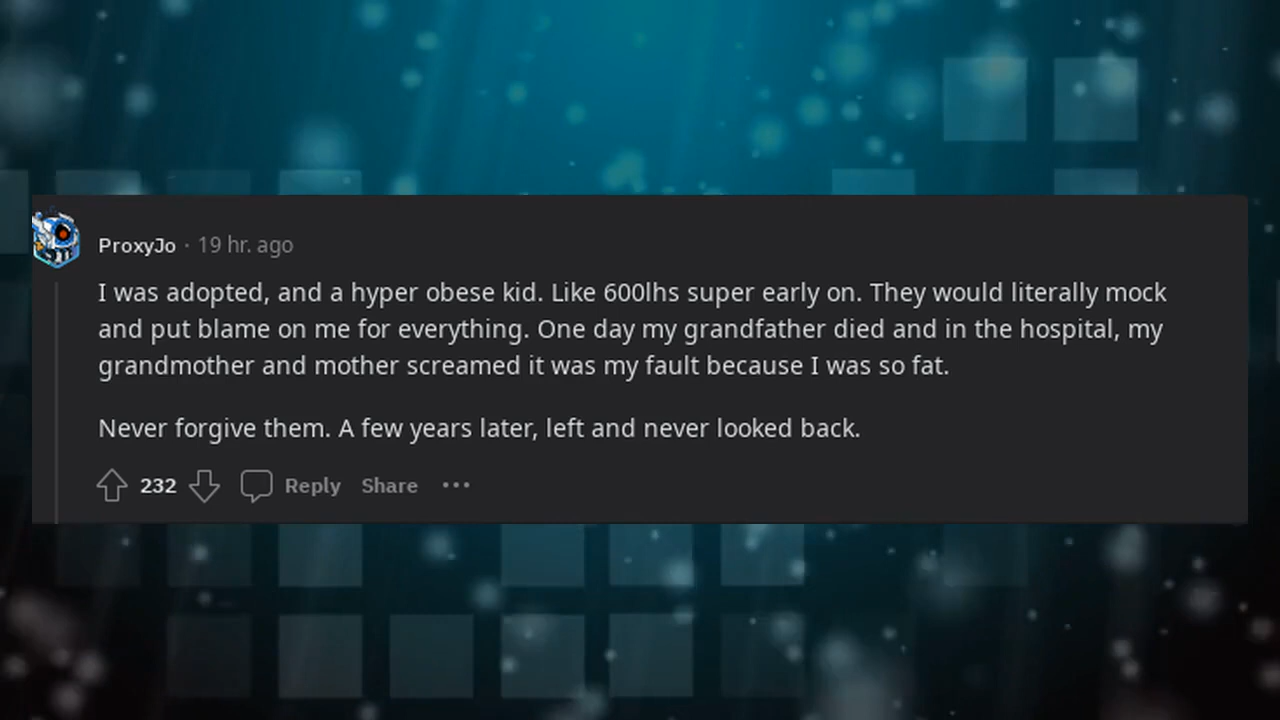 ProxyJo · 19 hr. ago
I was adopted, and a hyper obese kid. Like 600lhs super early on. They would literally mock
and put blame on me for everything. One day my grandfather died and in the hospital, my
grandmother and mother screamed it was my fault because I was so fat.
Never forgive them. A few years later, left and never looked back.
232 Reply Share ···